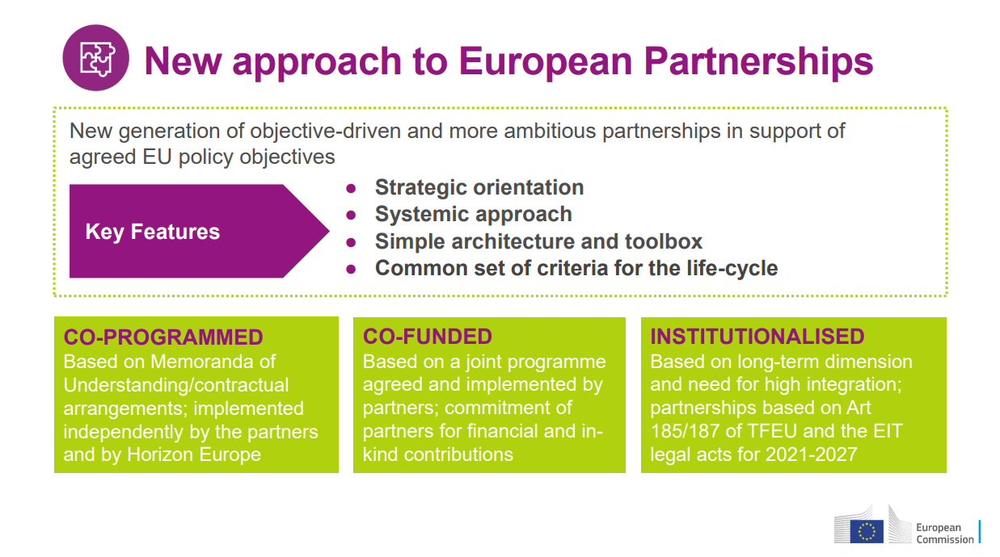 New approach to European Partnerships
New generation of objective-driven and more ambitious partnerships in support of
agreed EU policy objectives
Key Features
● Strategic orientation
● Systemic approach
● Simple architecture and toolbox
● Common set of criteria for the life-cycle
CO-PROGRAMMED
Based on Memoranda of
Understanding/contractual
arrangements; implemented
independently by the partners
and by Horizon Europe
CO-FUNDED
Based on a joint programme
agreed and implemented by
partners; commitment of
partners for financial and in-
kind contributions
INSTITUTIONALISED
Based on long-term dimension
and need for high integration;
partnerships based on Art
185/187 of TFEU and the EIT
legal acts for 2021-2027
European
Commission